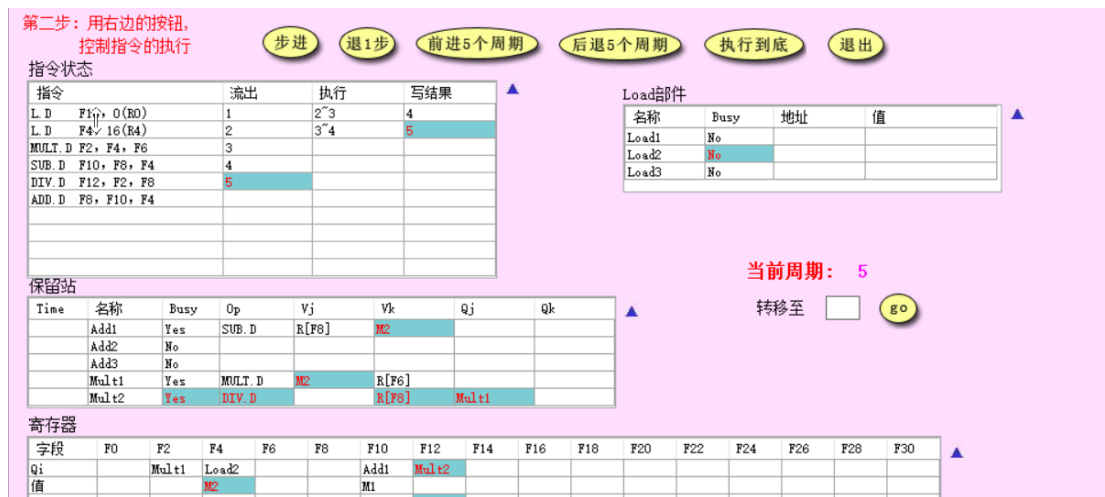 第二步：用右边的按钮，
控制指令的执行
步进 退1步 前进5个周期 后退5个周期 执行到底 退出
指令状态
指令 流出 执行 写结果
L.D 0(R0) 1 2~3 4
L.D F4, 16(R4) 2 3~4 5
MULT.D F2, F4, F6 3
SUB.D F10, F8, F4 4
DIV.D F12, F2, F8 5
ADD.D F8, F10, F4
Load部件
名称 Busy 地址 值
Load1 No
Load2 No
Load3 No
当前周期： 5
转移至 go
保留站
Time 名称 Busy Op Vj Vk Qj Qk
Add1 Yes SUB.D R[F8] M2
Add2 No
Add3 No
Mult1 Yes MULT.D M2 R[F6]
Mult2 Yes DIV.D R[F8] Mult1
寄存器
字段 F0 F2 F4 F6 F8 F10 F12 F14 F16 F18 F20 F22 F24 F26 F28 F30
Qi Mult1 Load2 Add1 Mult2
值 M2 M1